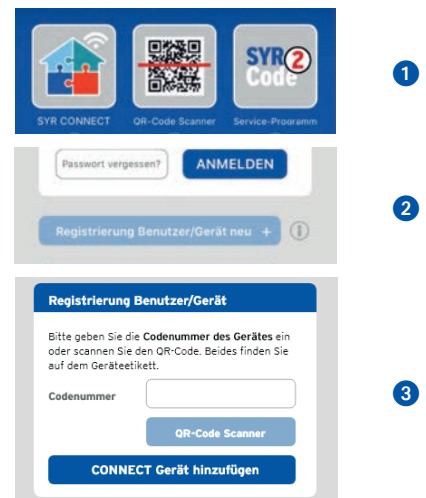 SYR 2
Code
SYR CONNECT
QR-Code Scanner
Service-Programm
1
Passwort vergessen?
ANMELDEN
Registrierung Benutzer/Gerät neu +
i
2
Registrierung Benutzer/Gerät
Bitte geben Sie die Codenummer des Gerätes ein
oder scannen Sie den QR-Code. Beides finden Sie
auf dem Geräteetikett.
Codenummer
QR-Code Scanner
CONNECT Gerät hinzufügen
3